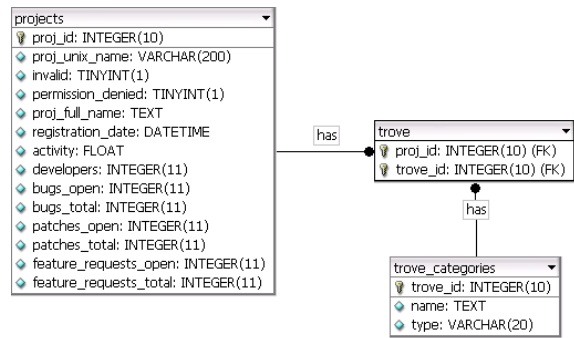 projects
proj_id: INTEGER(10)
proj_unix_name: VARCHAR(200)
invalid: TINYINT(1)
permission_denied: TINYINT(1)
proj_full_name: TEXT
registration_date: DATETIME
activity: FLOAT
developers: INTEGER(11)
bugs_open: INTEGER(11)
bugs_total: INTEGER(11)
patches_open: INTEGER(11)
patches_total: INTEGER(11)
feature_requests_open: INTEGER(11)
feature_requests_total: INTEGER(11)
has
trove
proj_id: INTEGER(10) (FK)
trove_id: INTEGER(10) (FK)
has
trove_categories
trove_id: INTEGER(10)
name: TEXT
type: VARCHAR(20)